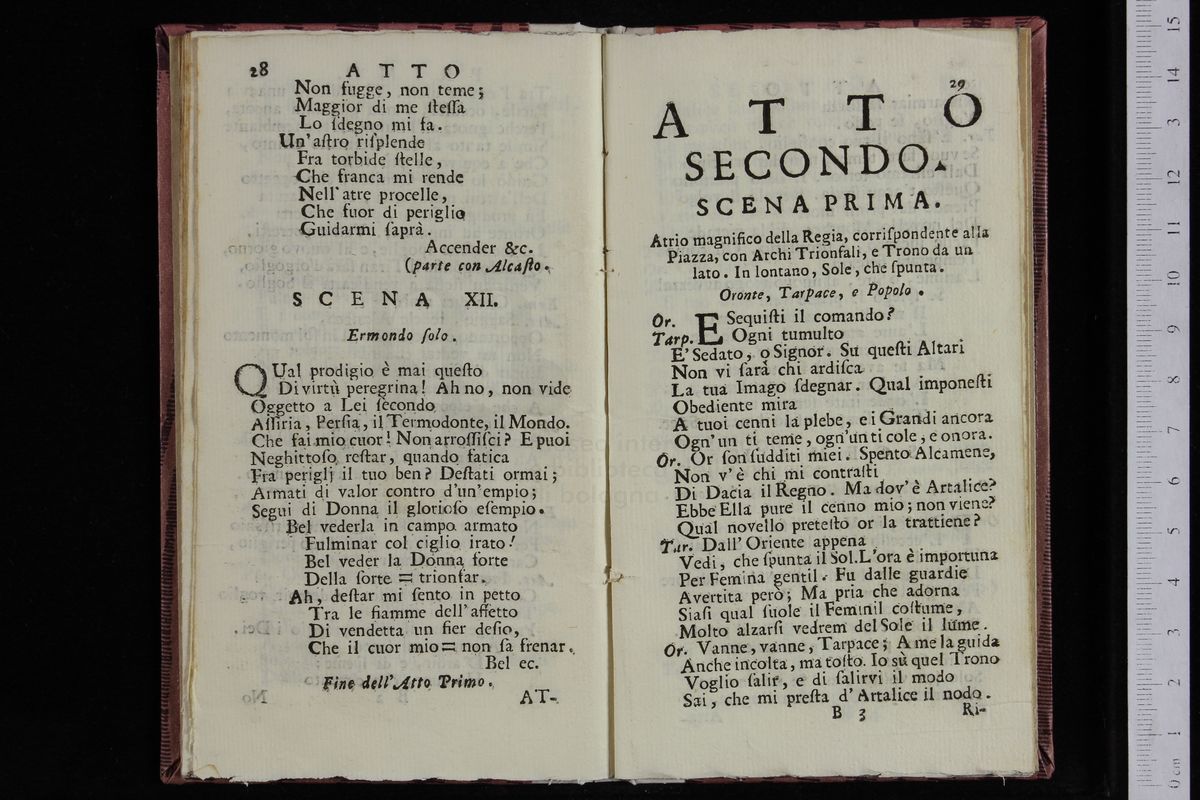 28 A T T O
Non fugge, non teme;
Maggior di me ſteſſa
Lo ſdegno mi fa.
Un'aſtro riſplende
Fra torbide ſtelle,
Che franca mi rende
Nell'atre procelle,
Che fuor di periglio
Guidarmi ſaprà.
Accender &c.
(parte con Alcaſto.
S C E N A XII.
Ermondo ſolo.
QUal prodigio è mai queſto
Di virtù peregrina! Ah no, non vide
Oggetto a Lei ſecondo
Aſſiria, Perſia, il Termodonte, il Mondo.
Che fai mio cuor! Non arroſſiſci? E puoi
Neghittoſo reſtar, quando fatica
Fra periglj il tuo ben? Deſtati ormai;
Armati di valor contro d'un'empio;
Segui di Donna il glorioſo eſempio.
Bel vederla in campo armato
Fulminar col ciglio irato!
Bel veder la Donna forte
Della ſorte = trionfar.
Ah, deſtar mi ſento in petto
Tra le fiamme dell'affetto
Di vendetta un fier deſio,
Che il cuor mio = non ſa frenar.
Bel ec.
Fine dell'Atto Primo.
AT-
29
A T T O
SECONDO.
SCENA PRIMA.
Atrio magnifico della Regia, corriſpondente alla
Piazza, con Archi Trionfali, e Trono da un
lato. In lontano, Sole, che ſpunta.
Oronte, Tarpace, e Popolo.
Or. ESequiſti il comando?
Tarp. Ogni tumulto
E' Sedato, o Signor. Su queſti Altari
Non vi ſarà chi ardiſca
La tua Imago ſdegnar. Qual imponeſti
Obediente mira
A tuoi cenni la plebe, e i Grandi ancora
Ogn'un ti teme, ogn'un ti cole, e onora.
Or. Or ſon ſudditi miei. Spento Alcamene,
Non v'è chi mi contraſti
Di Dacia il Regno. Ma dov'è Artalice?
Ebbe Ella pure il cenno mio; non viene?
Qual novello preteſto or la trattiene?
Tar. Dall'Oriente appena
Vedi, che ſpunta il Sol. L'ora è importuna
Per Femina gentil. Fu dalle guardie
Avertita però; Ma pria che adorna
Siaſi qual ſuole il Feminil coſtume,
Molto alzarſi vedrem del Sole il lume.
Or. Vanne, vanne, Tarpace; A me la guida
Anche incolta, ma toſto. Io sù quel Trono
Voglio ſalir, e di ſalirvi il modo
Sai, che mi preſta d'Artalice il nodo.
B 3 Ri-